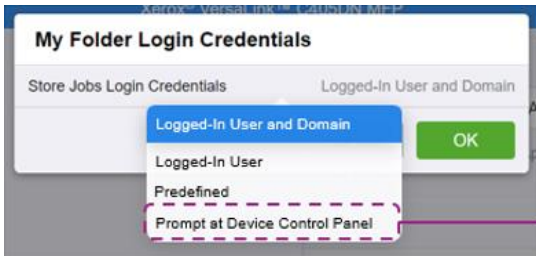 Xerox® VersaLink™ C405DN MFP
My Folder Login Credentials
Store Jobs Login Credentials Logged-In User and Domain
Logged-In User and Domain
OK
Logged-In User
Predefined
Prompt at Device Control Panel